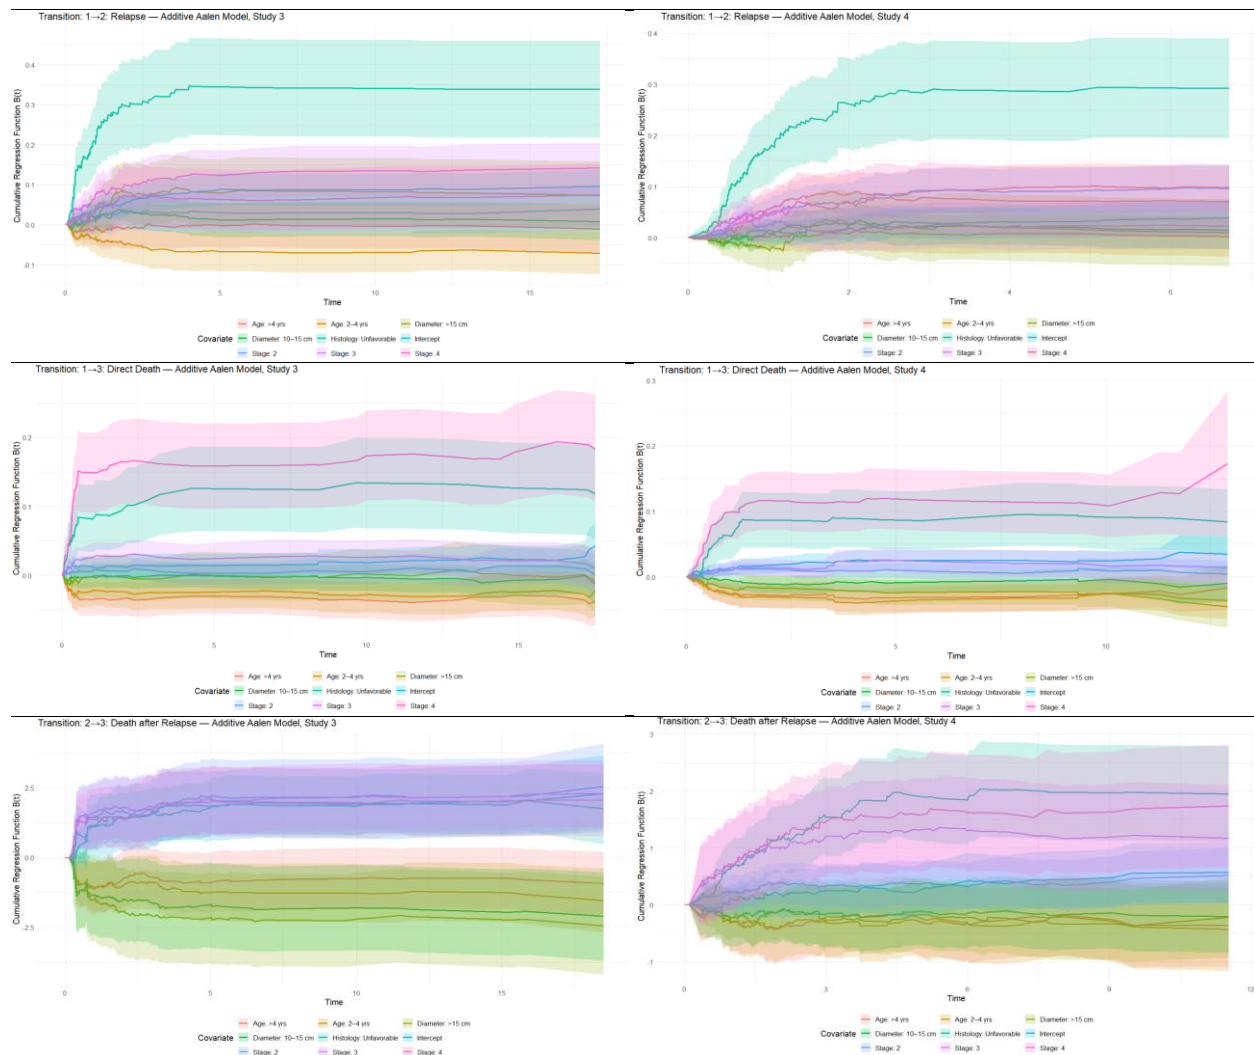 Transition: 1→2: Relapse — Additive Aalen Model, Study 3
Cumulative Regression Function B(t)
0.4
0.3
0.2
0.1
0.0
-0.1
0
5
10
15
Time
Age: >4 yrs
Age: 2–4 yrs
Diameter: >15 cm
Covariate
Diameter: 10–15 cm
Histology: Unfavorable
Intercept
Stage: 2
Stage: 3
Stage: 4
Transition: 1→2: Relapse — Additive Aalen Model, Study 4
Cumulative Regression Function B(t)
0.4
0.3
0.2
0.1
0.0
0
2
4
6
Time
Age: >4 yrs
Age: 2–4 yrs
Diameter: >15 cm
Covariate
Diameter: 10–15 cm
Histology: Unfavorable
Intercept
Stage: 2
Stage: 3
Stage: 4
Transition: 1→3: Direct Death — Additive Aalen Model, Study 3
Cumulative Regression Function B(t)
0.2
0.1
0.0
0
5
10
15
Time
Age: >4 yrs
Age: 2–4 yrs
Diameter: >15 cm
Covariate
Diameter: 10–15 cm
Histology: Unfavorable
Intercept
Stage: 2
Stage: 3
Stage: 4
Transition: 1→3: Direct Death — Additive Aalen Model, Study 4
Cumulative Regression Function B(t)
0.3
0.2
0.1
0.0
0
5
10
Time
Age: >4 yrs
Age: 2–4 yrs
Diameter: >15 cm
Covariate
Diameter: 10–15 cm
Histology: Unfavorable
Intercept
Stage: 2
Stage: 3
Stage: 4
Transition: 2→3: Death after Relapse — Additive Aalen Model, Study 3
Cumulative Regression Function B(t)
2.5
0.0
-2.5
0
5
10
15
Time
Age: >4 yrs
Age: 2–4 yrs
Diameter: >15 cm
Covariate
Diameter: 10–15 cm
Histology: Unfavorable
Intercept
Stage: 2
Stage: 3
Stage: 4
Transition: 2→3: Death after Relapse — Additive Aalen Model, Study 4
Cumulative Regression Function B(t)
3
2
1
0
-1
0
3
6
9
12
Time
Age: >4 yrs
Age: 2–4 yrs
Diameter: >15 cm
Covariate
Diameter: 10–15 cm
Histology: Unfavorable
Intercept
Stage: 2
Stage: 3
Stage: 4